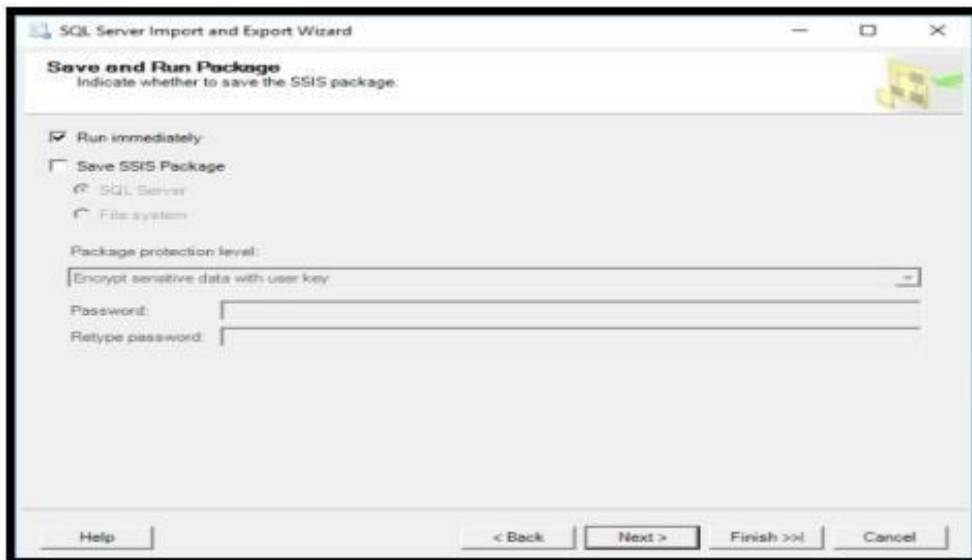 SQL Server Import and Export Wizard
Save and Run Package
Indicate whether to save the SSIS package.
Run immediately
Save SSIS Package
SQL Server
File system
Package protection level:
Encrypt sensitive data with user key
Password:
Retype password:
Help
< Back
Next >
Finish >>|
Cancel